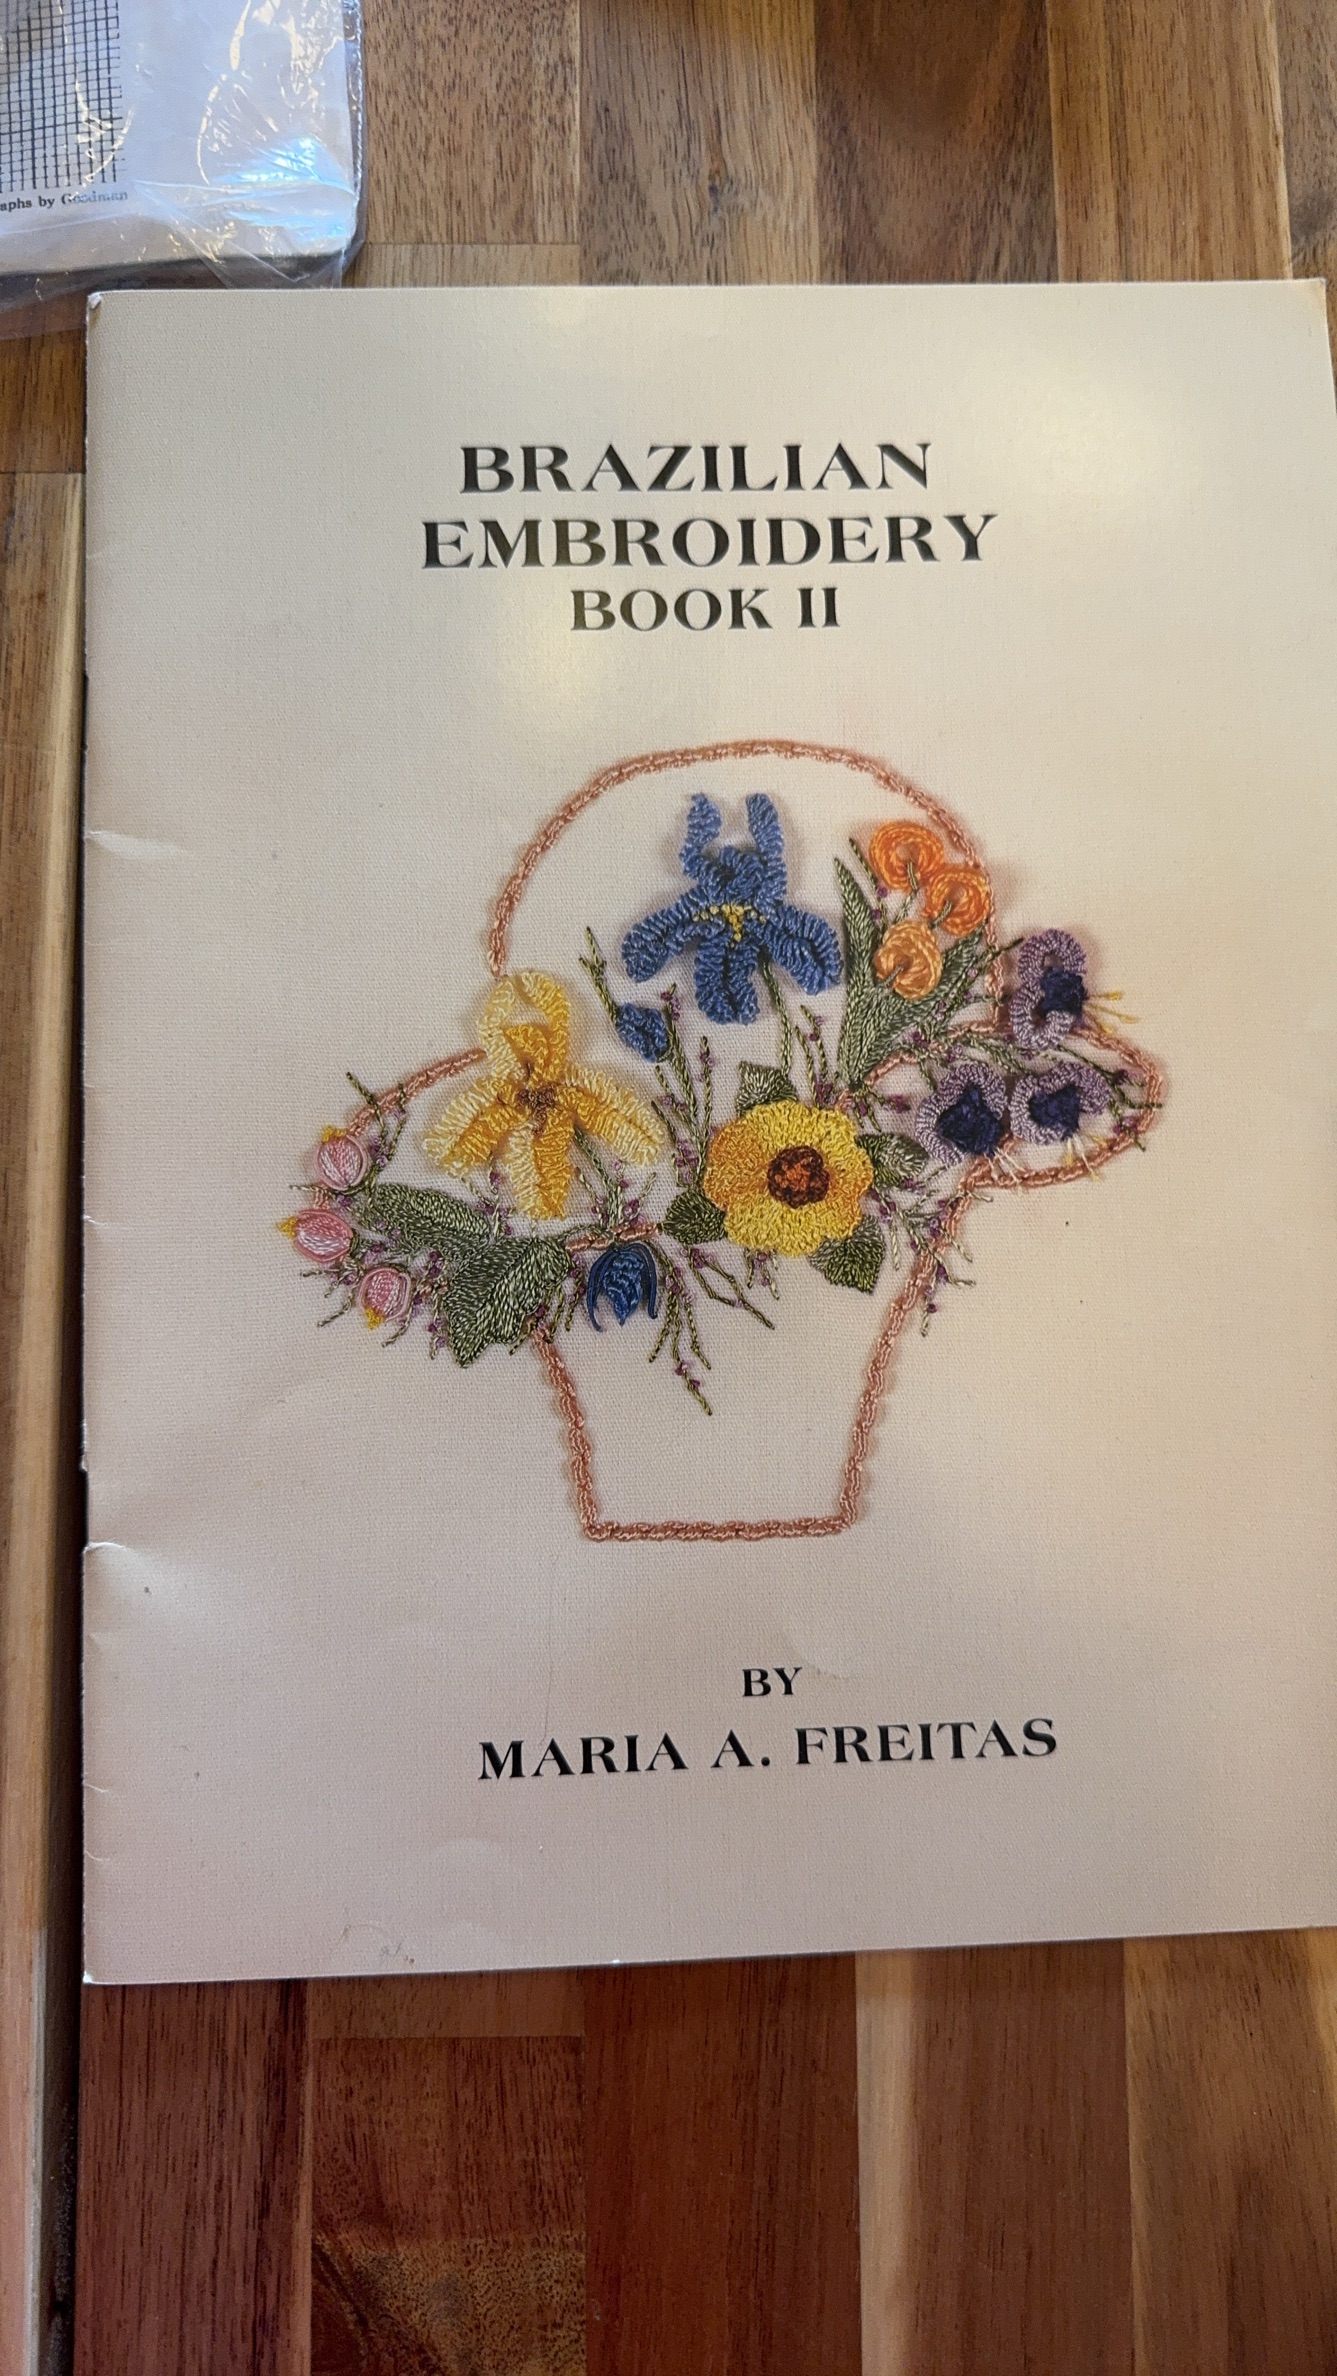 aphs by Goodman
BRAZILIAN
EMBROIDERY
BOOK II
BY
MARIA A. FREITAS